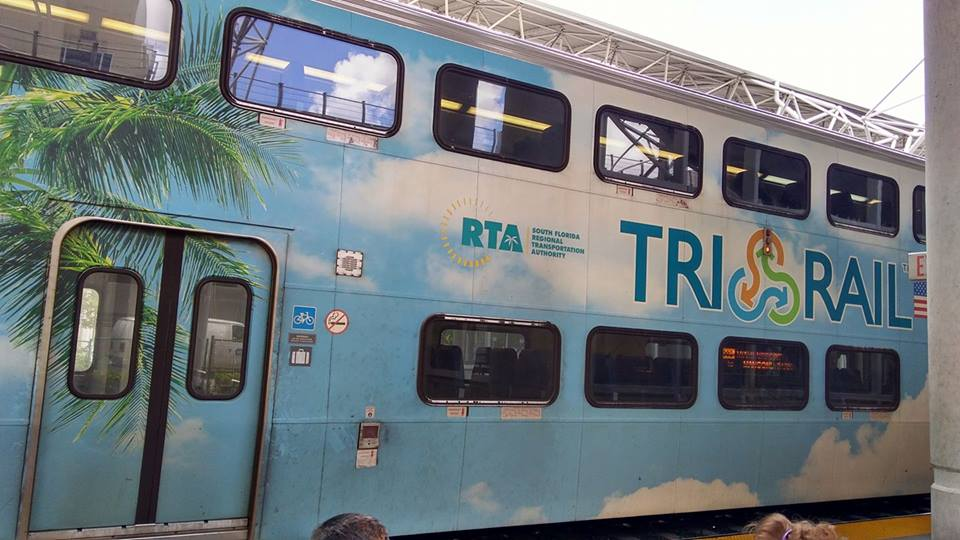 RTA
SOUTH FLORIDA
REGIONAL
TRANSPORTATION
AUTHORITY
TRI RAIL